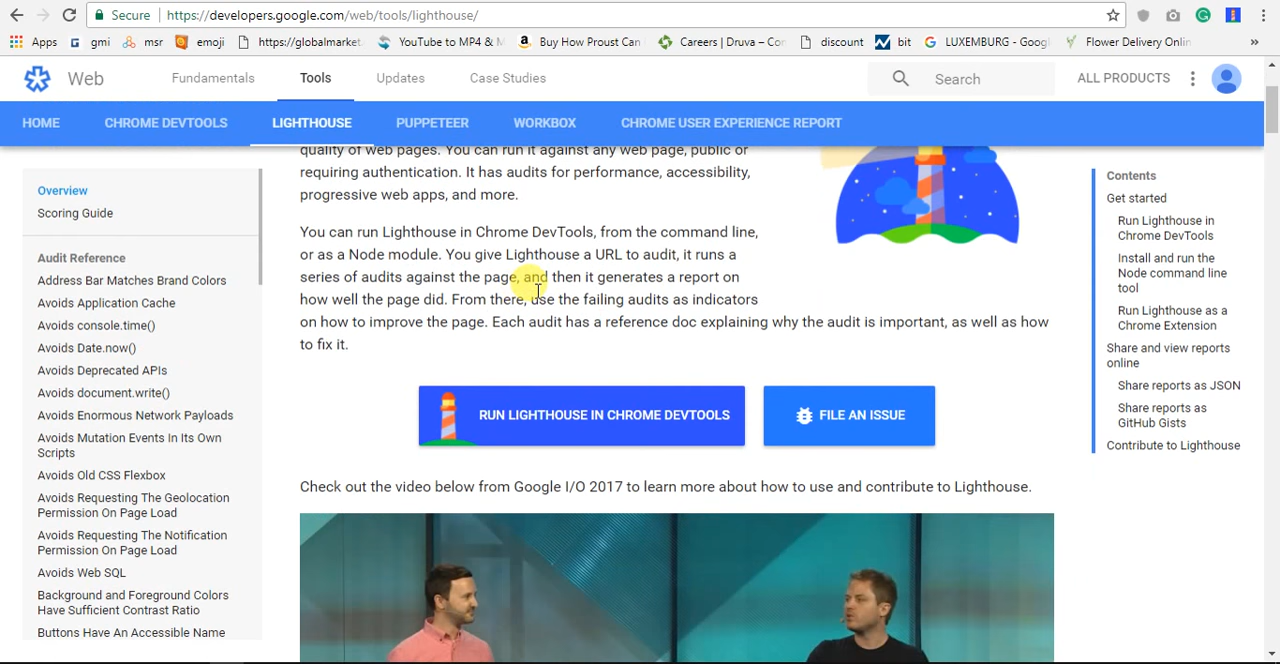 Secure https://developers.google.com/web/tools/lighthouse/
Apps gmi msr emoji https://globalmarket. YouTube to MP4 & M Buy How Proust Can Careers | Druva – Co discount bit LUXEMBURG - Goog Flower Delivery Onli »
Web Fundamentals Tools Updates Case Studies Search ALL PRODUCTS
HOME CHROME DEVTOOLS LIGHTHOUSE PUPPETEER WORKBOX CHROME USER EXPERIENCE REPORT
Overview
Scoring Guide
Audit Reference
Address Bar Matches Brand Colors
Avoids Application Cache
Avoids console.time()
Avoids Date.now()
Avoids Deprecated APIs
Avoids document.write()
Avoids Enormous Network Payloads
Avoids Mutation Events In Its Own
Scripts
Avoids Old CSS Flexbox
Avoids Requesting The Geolocation
Permission On Page Load
Avoids Requesting The Notification
Permission On Page Load
Avoids Web SQL
Background and Foreground Colors
Have Sufficient Contrast Ratio
Buttons Have An Accessible Name
quality of web pages. You can run it against any web page, public or
requiring authentication. It has audits for performance, accessibility,
progressive web apps, and more.
You can run Lighthouse in Chrome DevTools, from the command line,
or as a Node module. You give Lighthouse a URL to audit, it runs a
series of audits against the page, and then it generates a report on
how well the page did. From there, use the failing audits as indicators
on how to improve the page. Each audit has a reference doc explaining why the audit is important, as well as how
to fix it.
RUN LIGHTHOUSE IN CHROME DEVTOOLS
FILE AN ISSUE
Check out the video below from Google I/O 2017 to learn more about how to use and contribute to Lighthouse.
Contents
Get started
Run Lighthouse in
Chrome DevTools
Install and run the
Node command line
tool
Run Lighthouse as a
Chrome Extension
Share and view reports
online
Share reports as JSON
Share reports as
GitHub Gists
Contribute to Lighthouse